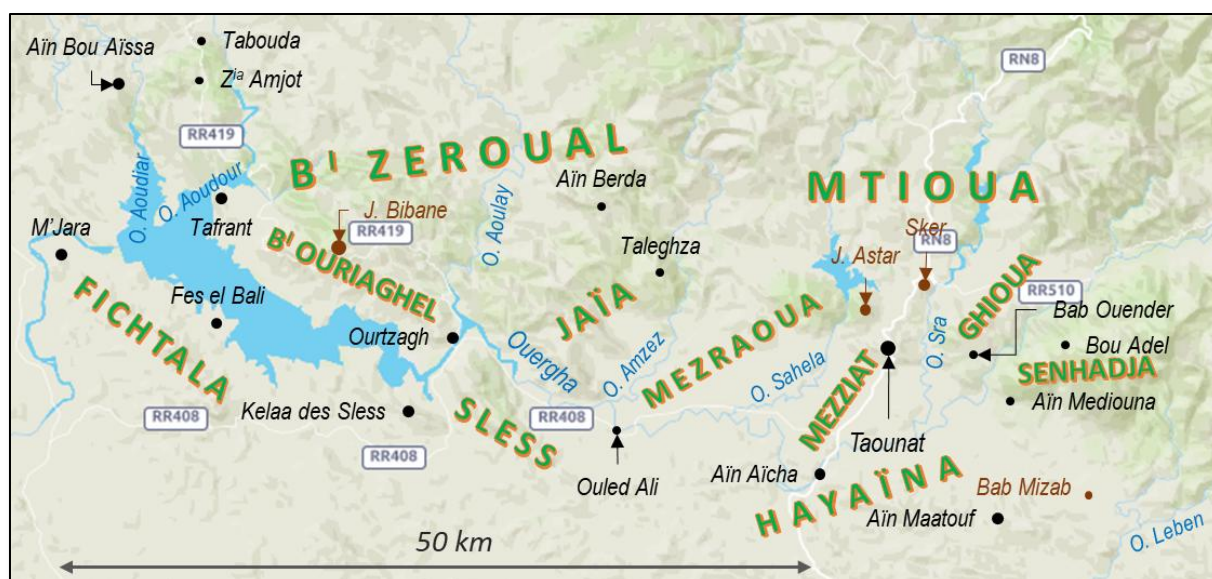 Aïn Bou Aïssa
Tabouda
Zia Amjot
RN8
RR419
B¹ ZEROUAL
MTIOUA
O. Aoudiar
O. Aoudour
O. Aoulay
Aïn Berda
M'Jara
Tafrant
J. Bibane
RR419
B¹ OURIAGHEL
Taleghza
J. Astar
Sker
RN8
GHIOUA
RR510
FICHTALA
Fes el Bali
Ourtzagh
Ouergha
JAÏA
O. Amzez
MEZRAOUA
O. Sahela
O. Sra
Bab Ouender
Bou Adel
SENHADJA
MEZZIAT
Aïn Mediouna
RR408
Kelaa des Sless
SLESS
RR408
RR408
Ouled Ali
Taounat
Aïn Aïcha
HAYAÏNA
Bab Mizab
Aïn Maatouf
O. Leben
50 km